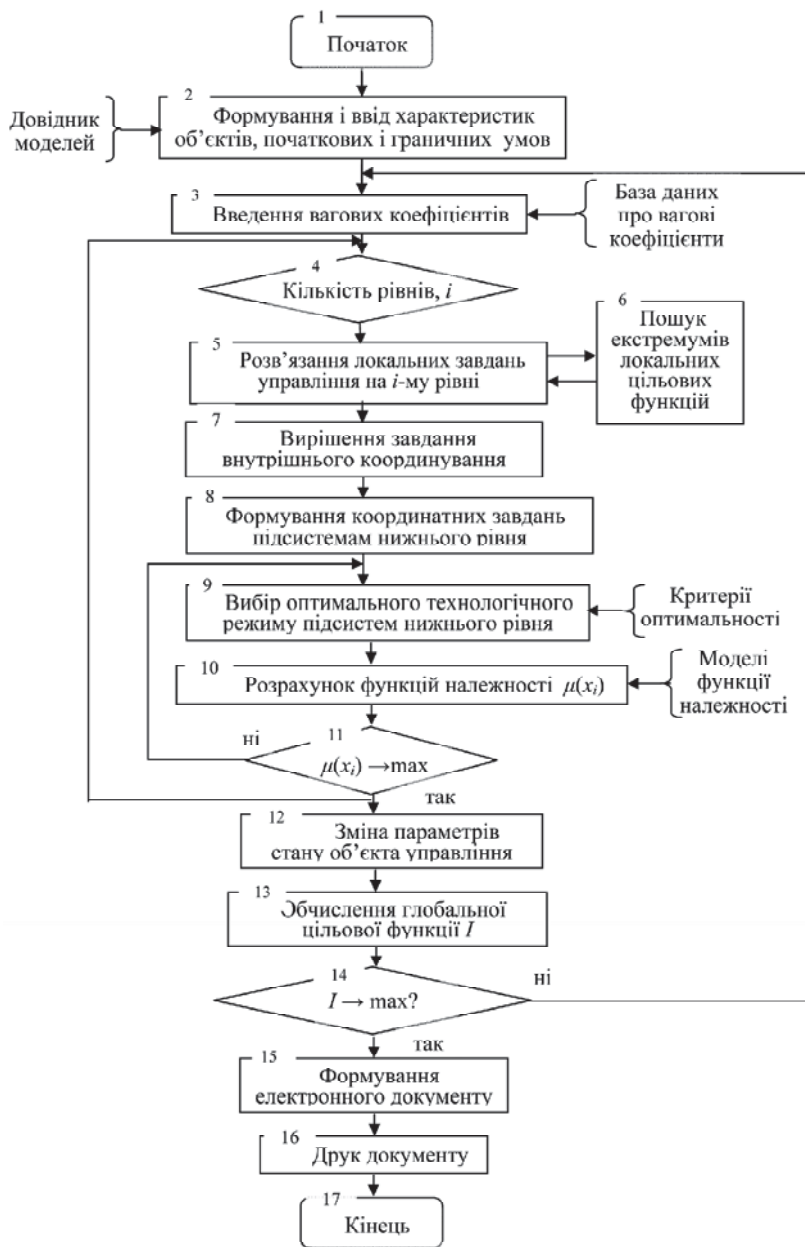 1
Початок
2
Формування і ввід характеристик
об’єктів, початкових і граничних умов
Довідник
моделей
3
Введення вагових коефіцієнтів
База даних
про вагові
коефіцієнти
4
Кількість рівнів, i
5
Розв’язання локальних завдань
управління на i-му рівні
6
Пошук
екстремумів
локальних
цільових
функцій
7
Вирішення завдання
внутрішнього координування
8
Формування координатних завдань
підсистемам нижнього рівня
9
Вибір оптимального технологічного
режиму підсистем нижнього рівня
Критерії
оптимальності
10
Розрахунок функцій належності μ(xi)
Моделі
функції
належності
11
ні
μ(xi) →max
так
12
Зміна параметрів
стану об’єкта управління
13
Обчислення глобальної
цільової функції I
14
ні
I → max?
так
15
Формування
електронного документу
16
Друк документу
17
Кінець